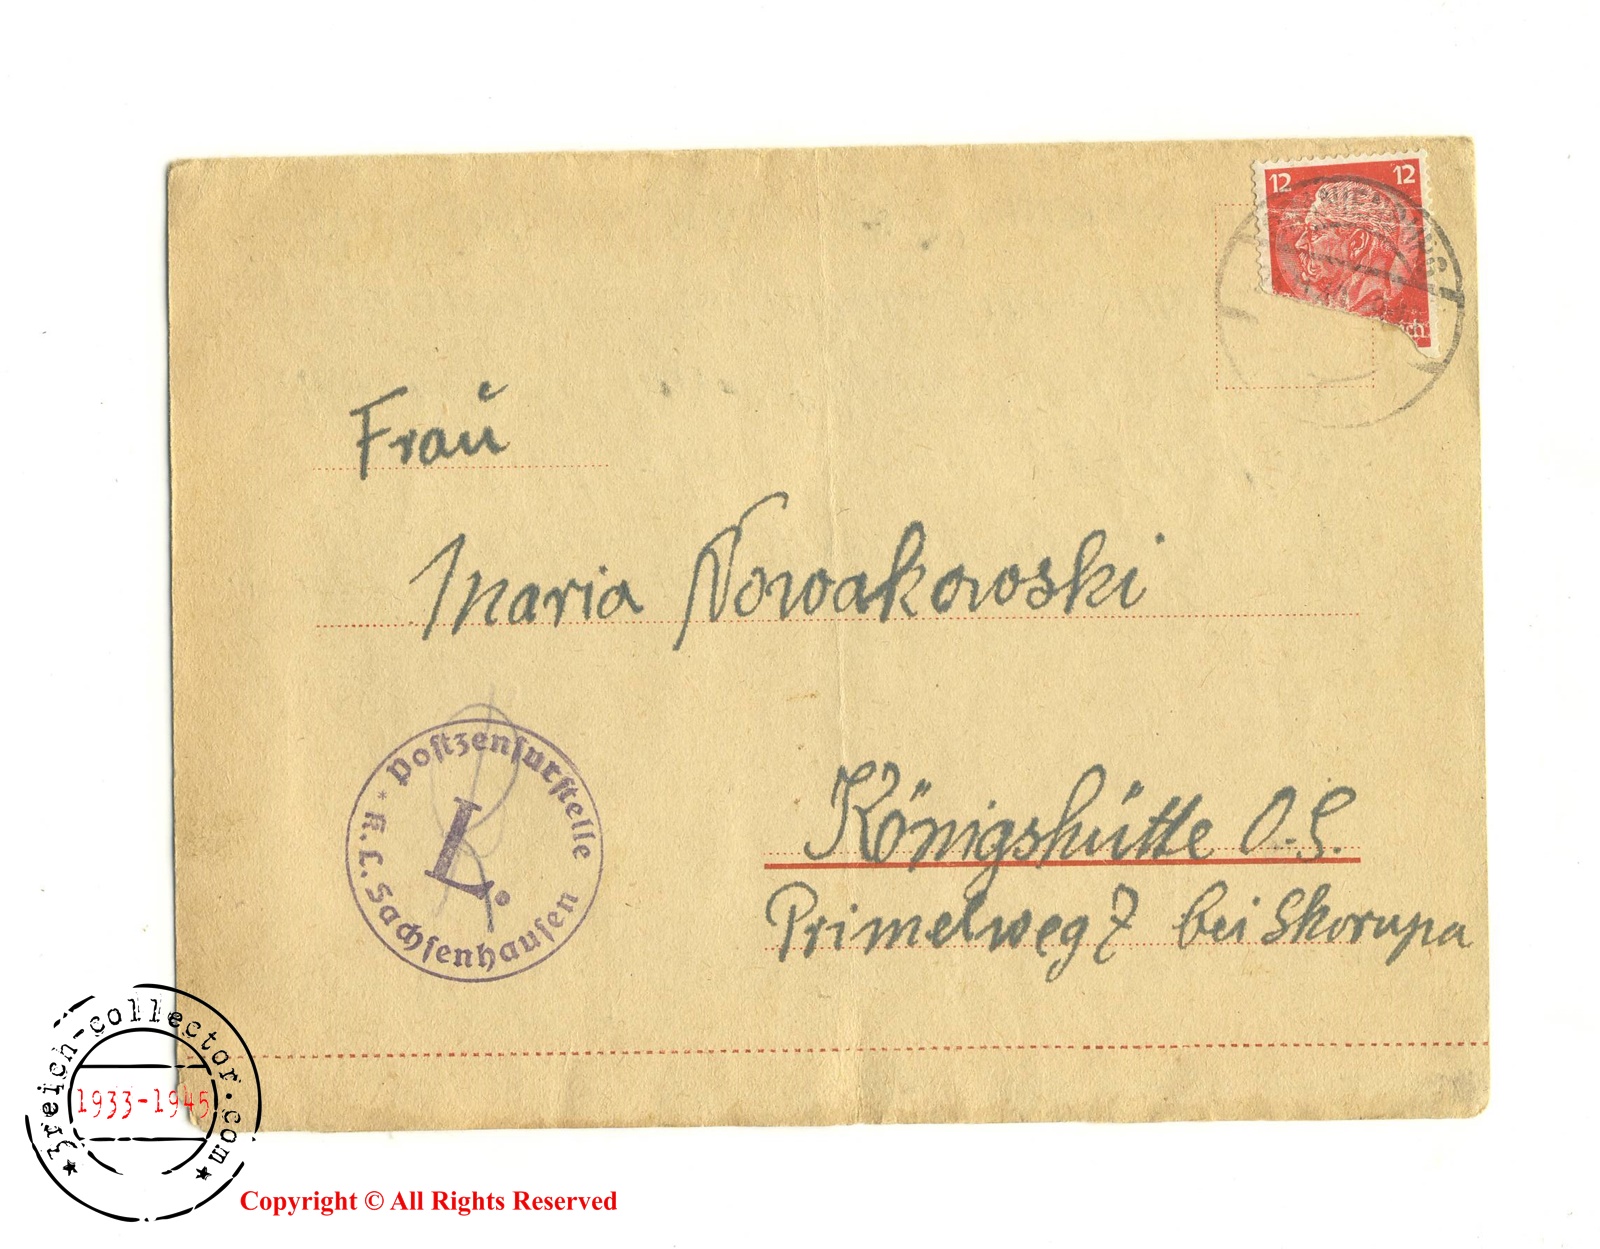 12 12
Frau
Maria Nowakowski
Königshütte O.-S.
Primelweg 7 bei Skorupa
Postzensurstelle
L.
* K.L. Sachsenhausen
3reich-collector.com
1933-1945
Copyright © All Rights Reserved